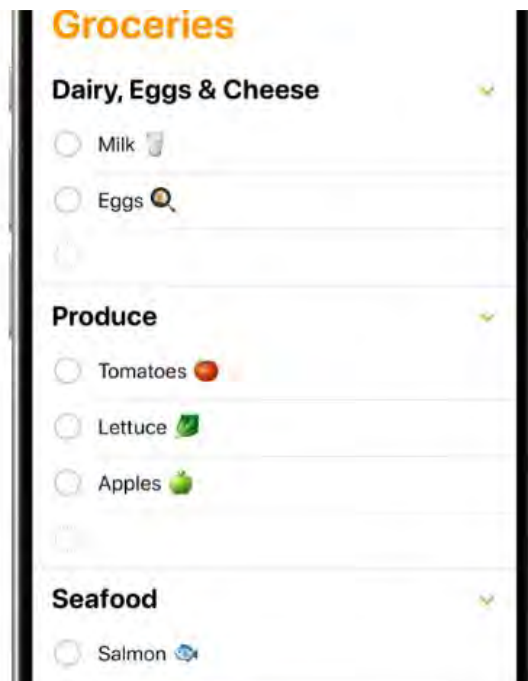 Groceries
Dairy, Eggs & Cheese
Milk 🥛
Eggs 🍳
Produce
Tomatoes 🍅
Lettuce 🥬
Apples 🍏
Seafood
Salmon 🐟